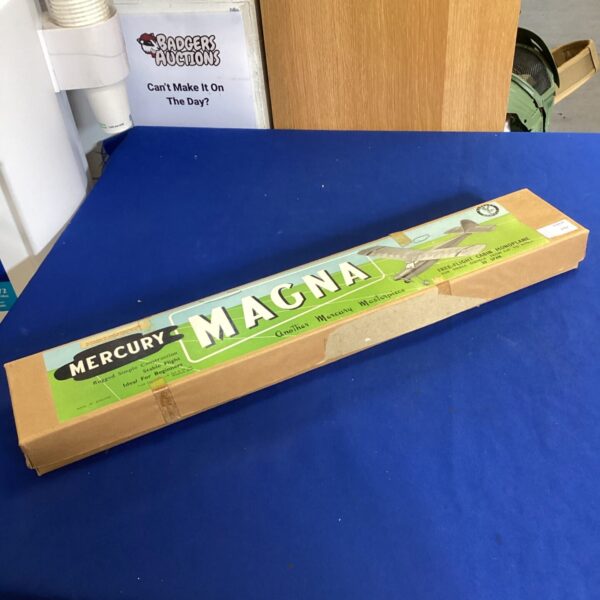 BADGERS
AUCTIONS
Can't Make It On
The Day?
MERCURY
MAGNA
Another Mercury Masterpiece
Rugged Simple Construction
Stable Flight
Ideal For Beginners
FREE-FLIGHT CABIN MONOPLANE
SPAN